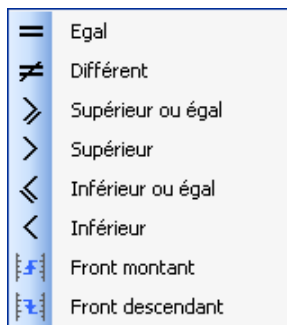 = Egal
≠ Différent
⩾ Supérieur ou égal
> Supérieur
⩽ Inférieur ou égal
< Inférieur
Front montant
Front descendant